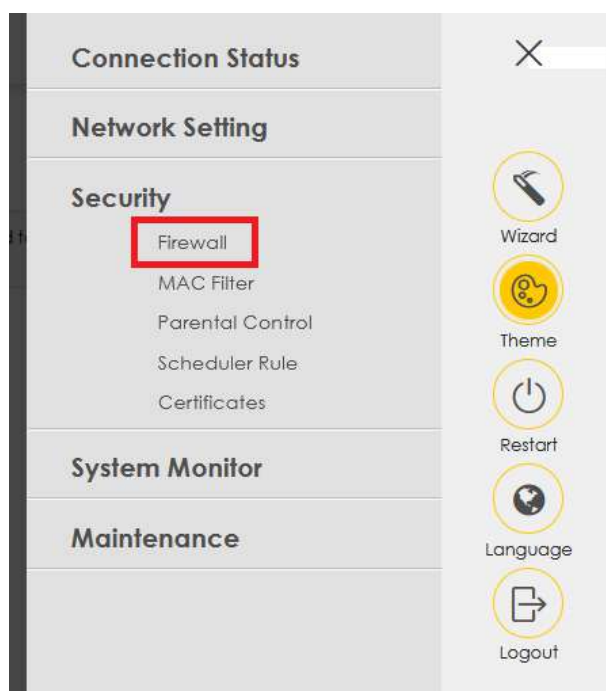 Connection Status
Network Setting
Security
Firewall
MAC Filter
Parental Control
Scheduler Rule
Certificates
System Monitor
Maintenance
Wizard
Theme
Restart
Language
Logout